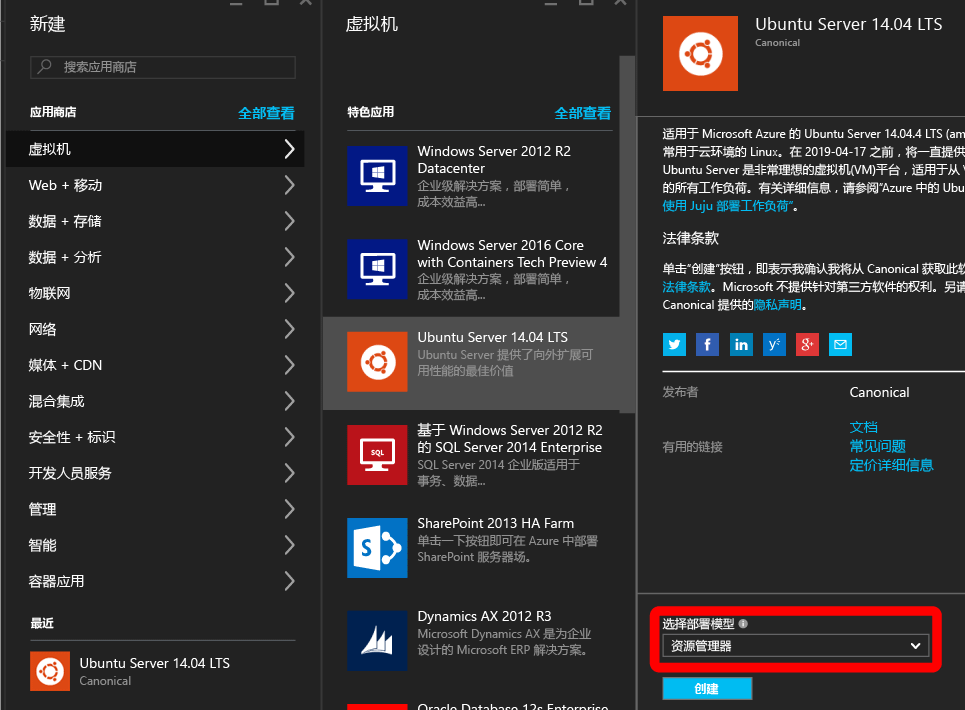 新建
搜索应用商店
应用商店 全部查看
虚拟机
Web + 移动
数据 + 存储
数据 + 分析
物联网
网络
媒体 + CDN
混合集成
安全性 + 标识
开发人员服务
管理
智能
容器应用
最近
Ubuntu Server 14.04 LTS
Canonical
虚拟机
特色应用 全部查看
Windows Server 2012 R2
Datacenter
企业级解决方案，部署简单，
成本效益高...
Windows Server 2016 Core
with Containers Tech Preview 4
企业级解决方案，部署简单，
成本效益高...
Ubuntu Server 14.04 LTS
Ubuntu Server 提供了向外扩展可
用性能的最佳价值
SQL
基于 Windows Server 2012 R2
的 SQL Server 2014 Enterprise
SQL Server 2014 企业版适用于
事务、数据...
S
SharePoint 2013 HA Farm
单击一下按钮即可在 Azure 中部署
SharePoint 服务器场。
Dynamics AX 2012 R3
Microsoft Dynamics AX 是为企业
设计的 Microsoft ERP 解决方案。
Oracle Database 12s Enterprise
Ubuntu Server 14.04 LTS
Canonical
适用于 Microsoft Azure 的 Ubuntu Server 14.04.4 LTS (am
常用于云环境的 Linux。在 2019-04-17 之前，将一直提供
Ubuntu Server 是非常理想的虚拟机(VM)平台，适用于从
的所有工作负荷。有关详细信息，请参阅“Azure 中的 Ubu
使用 Juju 部署工作负荷”。
法律条款
单击“创建”按钮，即表示我确认我将从 Canonical 获取此软
法律条款。Microsoft 不提供针对第三方软件的权利。另请
Canonical 提供的隐私声明。
发布者 Canonical
有用的链接
文档
常见问题
定价详细信息
选择部署模型
资源管理器
创建